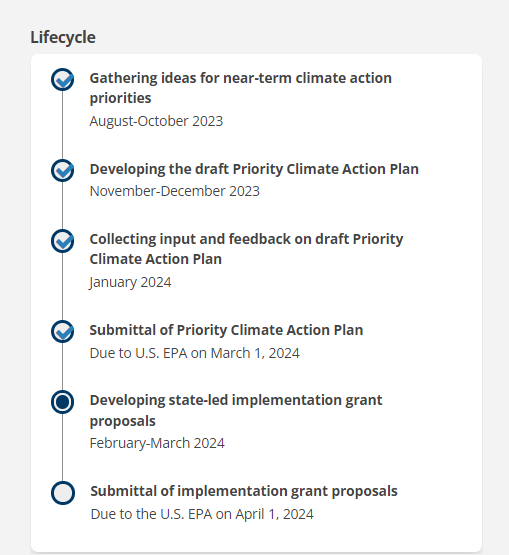 Lifecycle
Gathering ideas for near-term climate action
priorities
August-October 2023
Developing the draft Priority Climate Action Plan
November-December 2023
Collecting input and feedback on draft Priority
Climate Action Plan
January 2024
Submittal of Priority Climate Action Plan
Due to U.S. EPA on March 1, 2024
Developing state-led implementation grant
proposals
February-March 2024
Submittal of implementation grant proposals
Due to the U.S. EPA on April 1, 2024